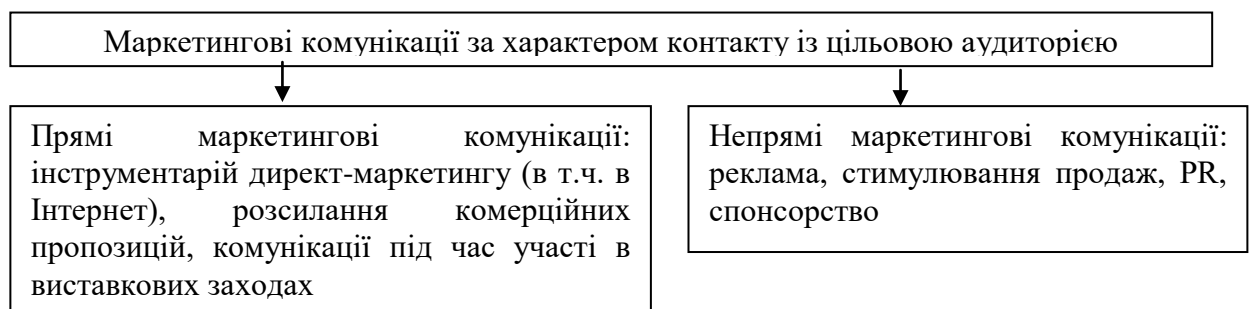 Маркетингові комунікації за характером контакту із цільовою аудиторією
Прямі маркетингові комунікації:
інструментарій директ-маркетингу (в т.ч. в
Інтернет), розсилання комерційних
пропозицій, комунікації під час участі в
виставкових заходах
Непрямі маркетингові комунікації:
реклама, стимулювання продаж, PR,
спонсорство